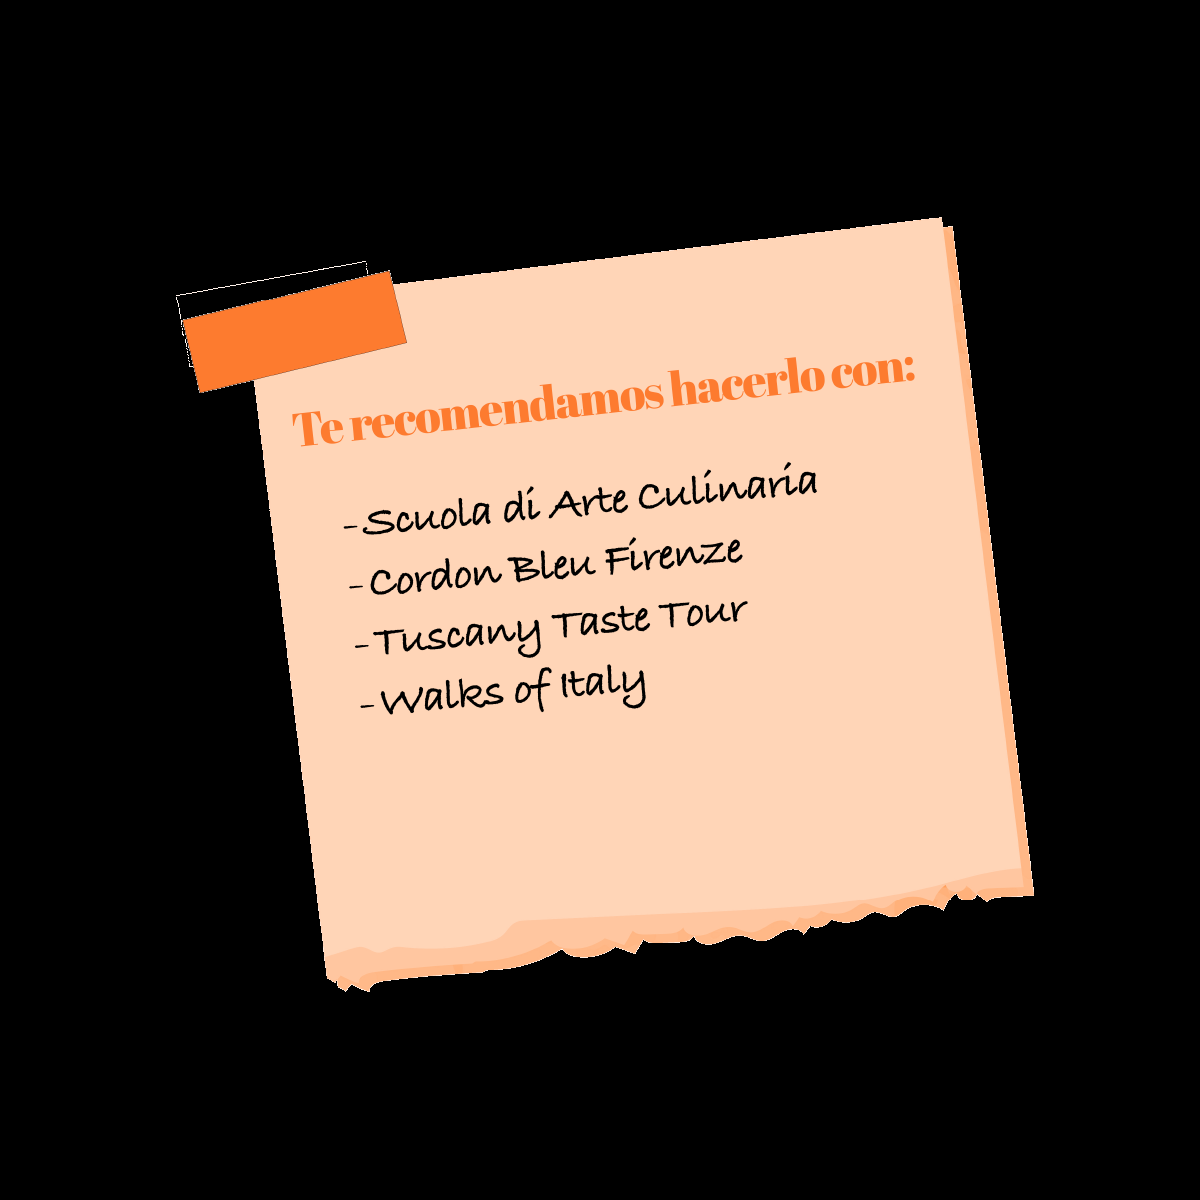 Te recomendamos hacerlo con:
-Scuola di Arte Culinaria
-Cordon Bleu Firenze
-Tuscany Taste Tour
-Walks of Italy